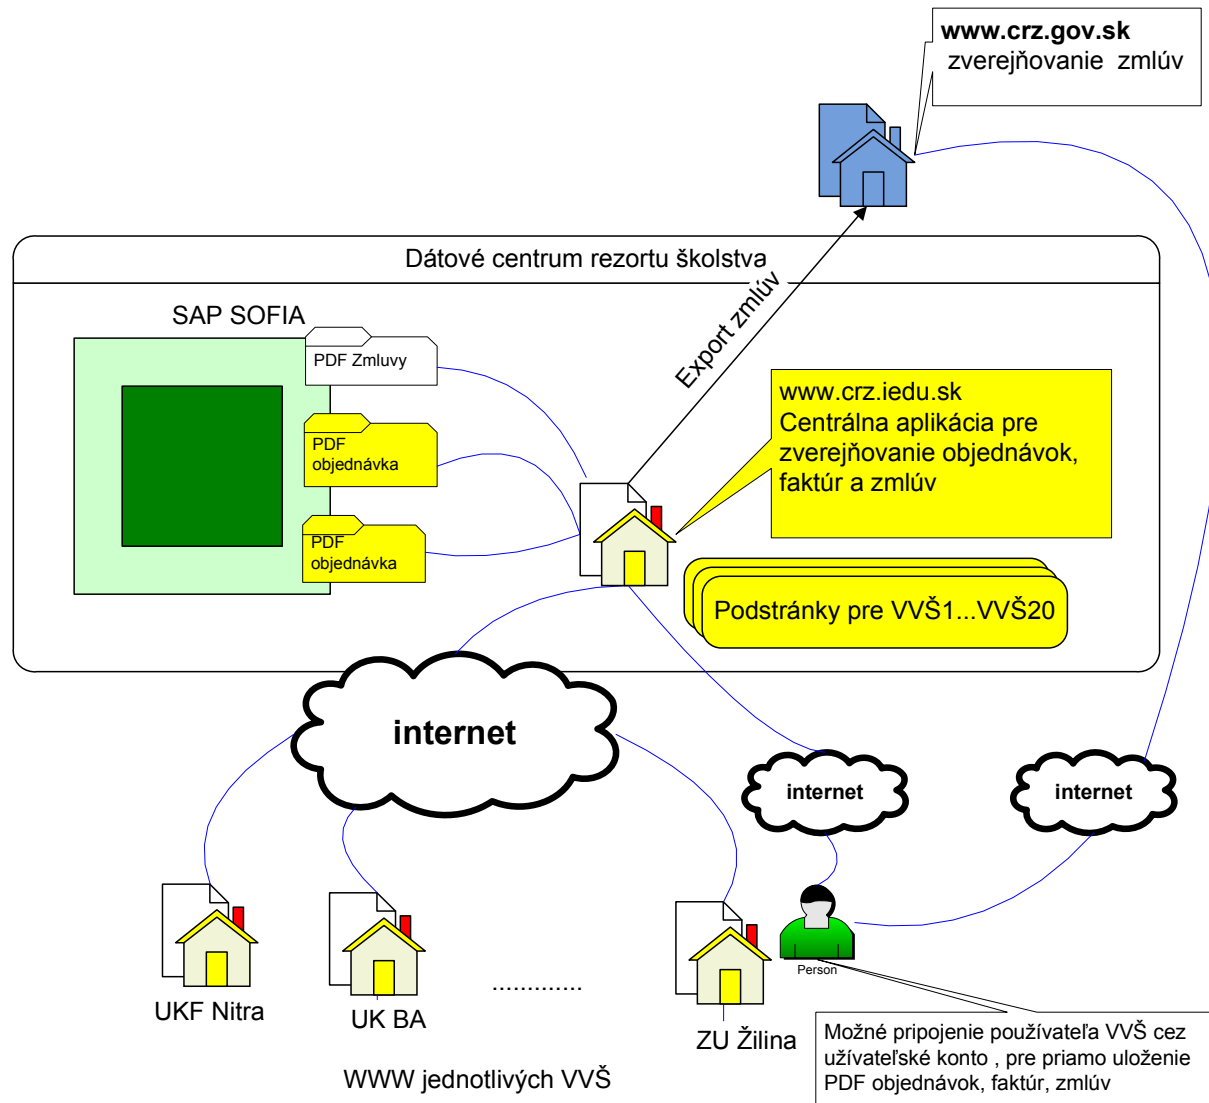 www.crz.gov.sk
zverejňovanie zmlúv
Dátové centrum rezortu školstva
Export zmlúv
SAP SOFIA
PDF Zmluvy
PDF
objednávka
PDF
objednávka
www.crz.iedu.sk
Centrálna aplikácia pre
zverejňovanie objednávok,
faktúr a zmlúv
Podstránky pre VVŠ1...VVŠ20
internet
internet
internet
Person
UKF Nitra
UK BA
.............
ZU Žilina
WWW jednotlivých VVŠ
Možné pripojenie používateľa VVŠ cez
užívateľské konto , pre priamo uloženie
PDF objednávok, faktúr, zmlúv